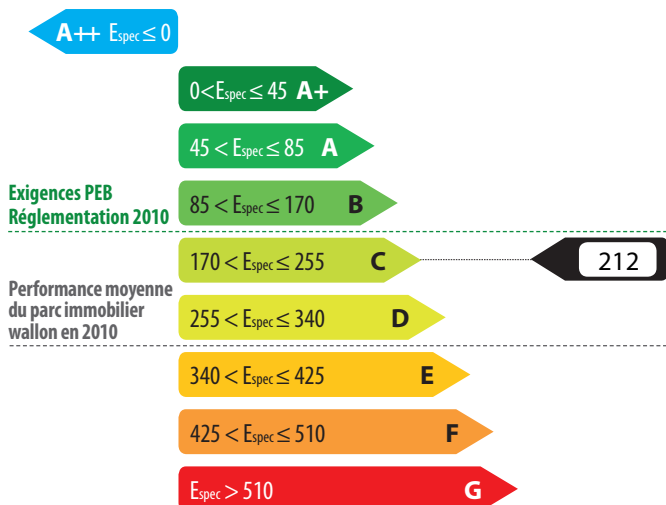 A++ Espec ≤ 0
0<Espec ≤ 45 A+
45 < Espec ≤ 85 A
Exigences PEB
Réglementation 2010
85 < Espec ≤ 170 B
170 < Espec ≤ 255 C
212
Performance moyenne
du parc immobilier
wallon en 2010
255 < Espec ≤ 340 D
340 < Espec ≤ 425 E
425 < Espec ≤ 510 F
Espec > 510 G